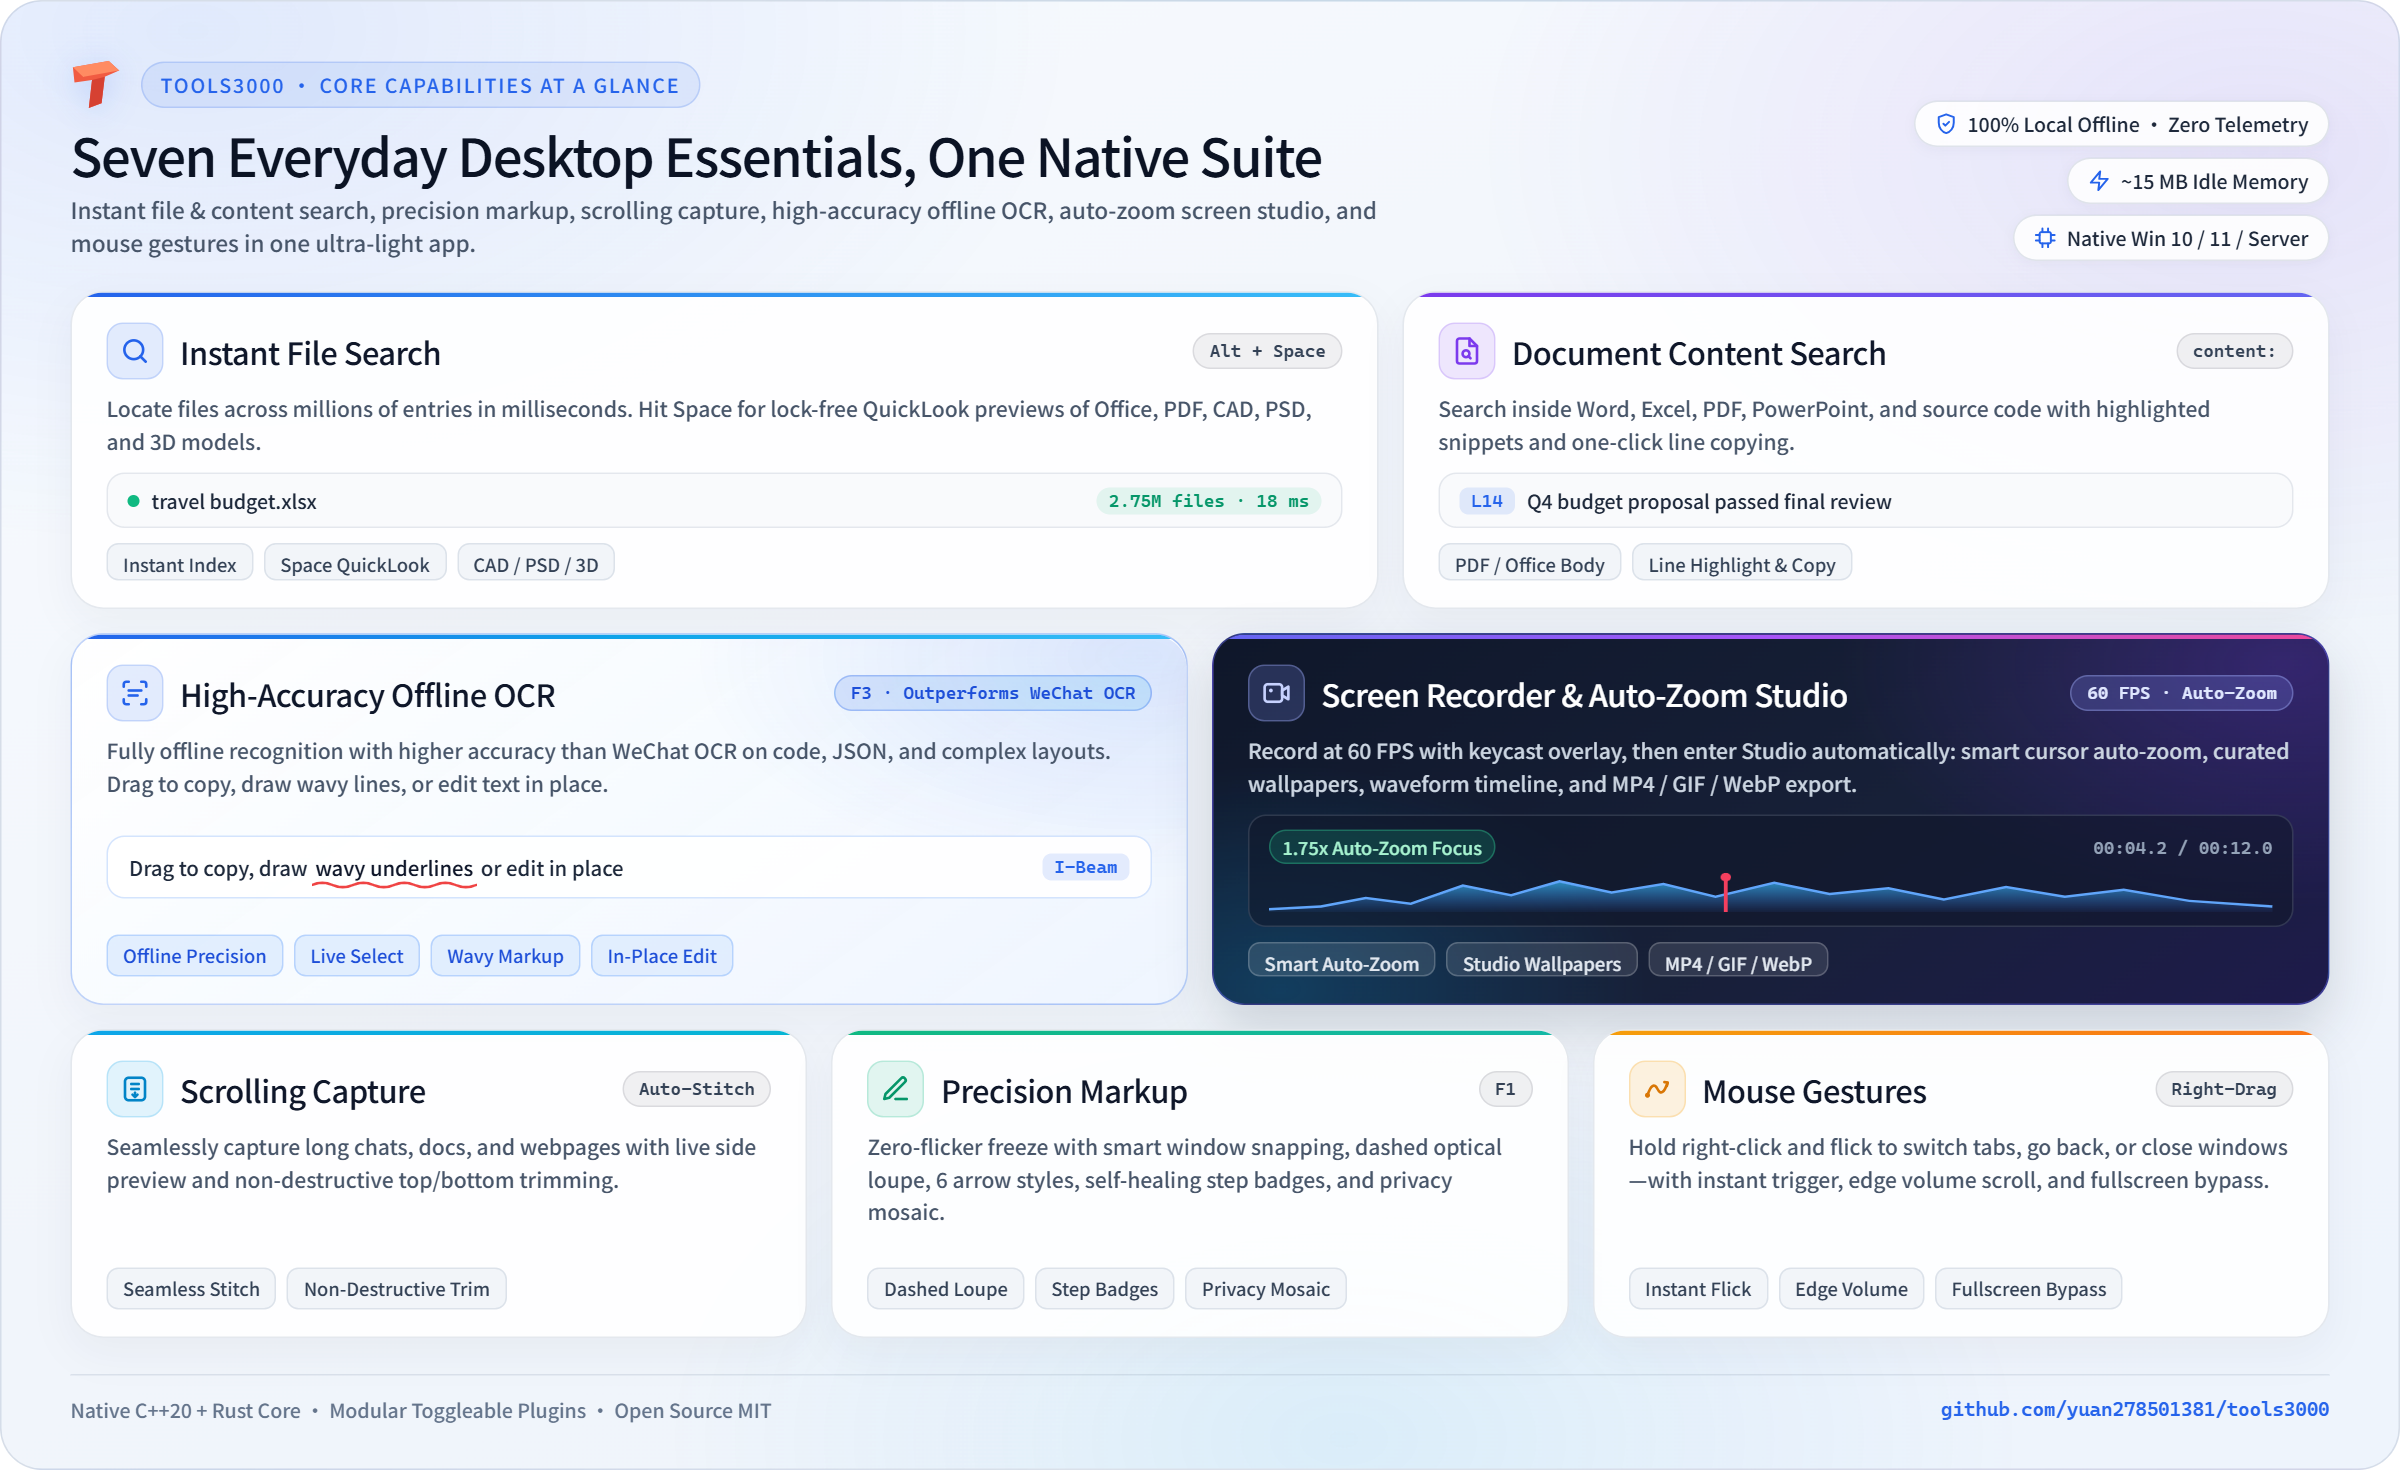 TOOLS3000 • CORE CAPABILITIES AT A GLANCE
Seven Everyday Desktop Essentials, One Native Suite
Instant file & content search, precision markup, scrolling capture, high-accuracy offline OCR, auto-zoom screen studio, and
mouse gestures in one ultra-light app.
100% Local Offline • Zero Telemetry
~15 MB Idle Memory
Native Win 10 / 11 / Server
Instant File Search
Alt + Space
Locate files across millions of entries in milliseconds. Hit Space for lock-free QuickLook previews of Office, PDF, CAD, PSD,
and 3D models.
travel budget.xlsx
2.75M files · 18 ms
Instant Index
Space QuickLook
CAD / PSD / 3D
Document Content Search
content:
Search inside Word, Excel, PDF, PowerPoint, and source code with highlighted
snippets and one-click line copying.
L14 Q4 budget proposal passed final review
PDF / Office Body
Line Highlight & Copy
High-Accuracy Offline OCR
F3 · Outperforms WeChat OCR
Fully offline recognition with higher accuracy than WeChat OCR on code, JSON, and complex layouts.
Drag to copy, draw wavy lines, or edit text in place.
Drag to copy, draw wavy underlines or edit in place
I-Beam
Offline Precision
Live Select
Wavy Markup
In-Place Edit
Screen Recorder & Auto-Zoom Studio
60 FPS · Auto-Zoom
Record at 60 FPS with keycast overlay, then enter Studio automatically: smart cursor auto-zoom, curated
wallpapers, waveform timeline, and MP4 / GIF / WebP export.
1.75x Auto-Zoom Focus
00:04.2 / 00:12.0
Smart Auto-Zoom
Studio Wallpapers
MP4 / GIF / WebP
Scrolling Capture
Auto-Stitch
Seamlessly capture long chats, docs, and webpages with live side
preview and non-destructive top/bottom trimming.
Seamless Stitch
Non-Destructive Trim
Precision Markup
F1
Zero-flicker freeze with smart window snapping, dashed optical
loupe, 6 arrow styles, self-healing step badges, and privacy
mosaic.
Dashed Loupe
Step Badges
Privacy Mosaic
Mouse Gestures
Right-Drag
Hold right-click and flick to switch tabs, go back, or close windows
—with instant trigger, edge volume scroll, and fullscreen bypass.
Instant Flick
Edge Volume
Fullscreen Bypass
Native C++20 + Rust Core • Modular Toggleable Plugins • Open Source MIT
github.com/yuan278501381/tools3000